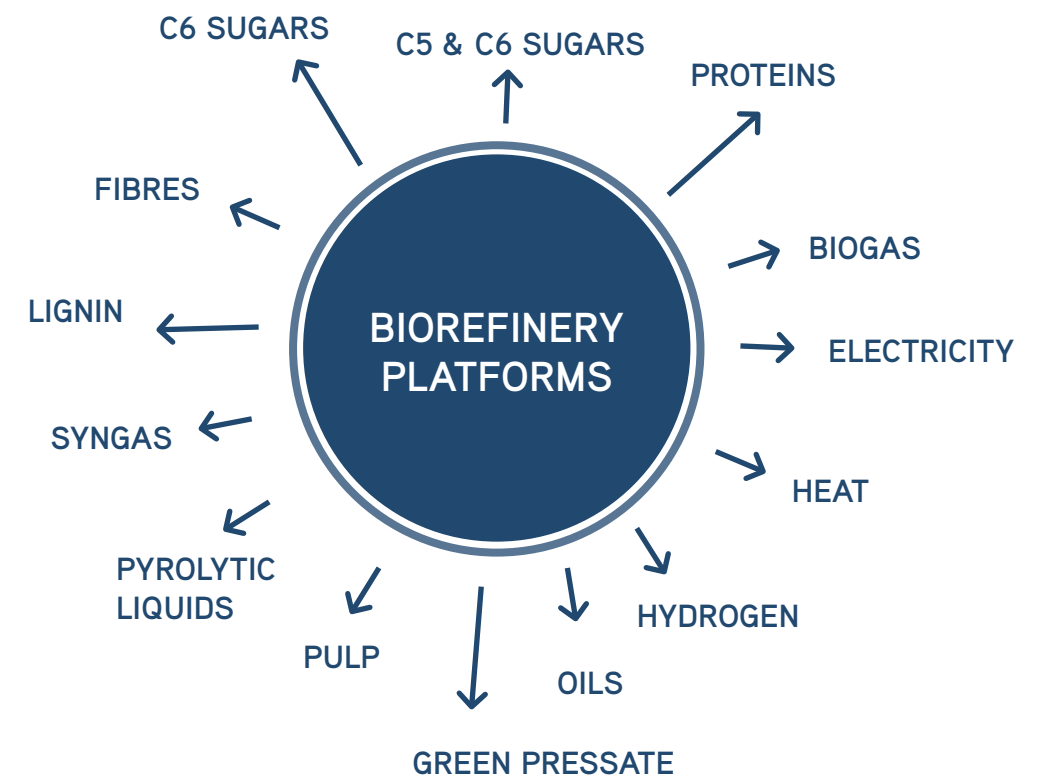 C6 SUGARS
C5 & C6 SUGARS
PROTEINS
FIBRES
BIOGAS
LIGNIN
BIOREFINERY
PLATFORMS
ELECTRICITY
SYNGAS
HEAT
PYROLYTIC
LIQUIDS
HYDROGEN
PULP
OILS
GREEN PRESSATE